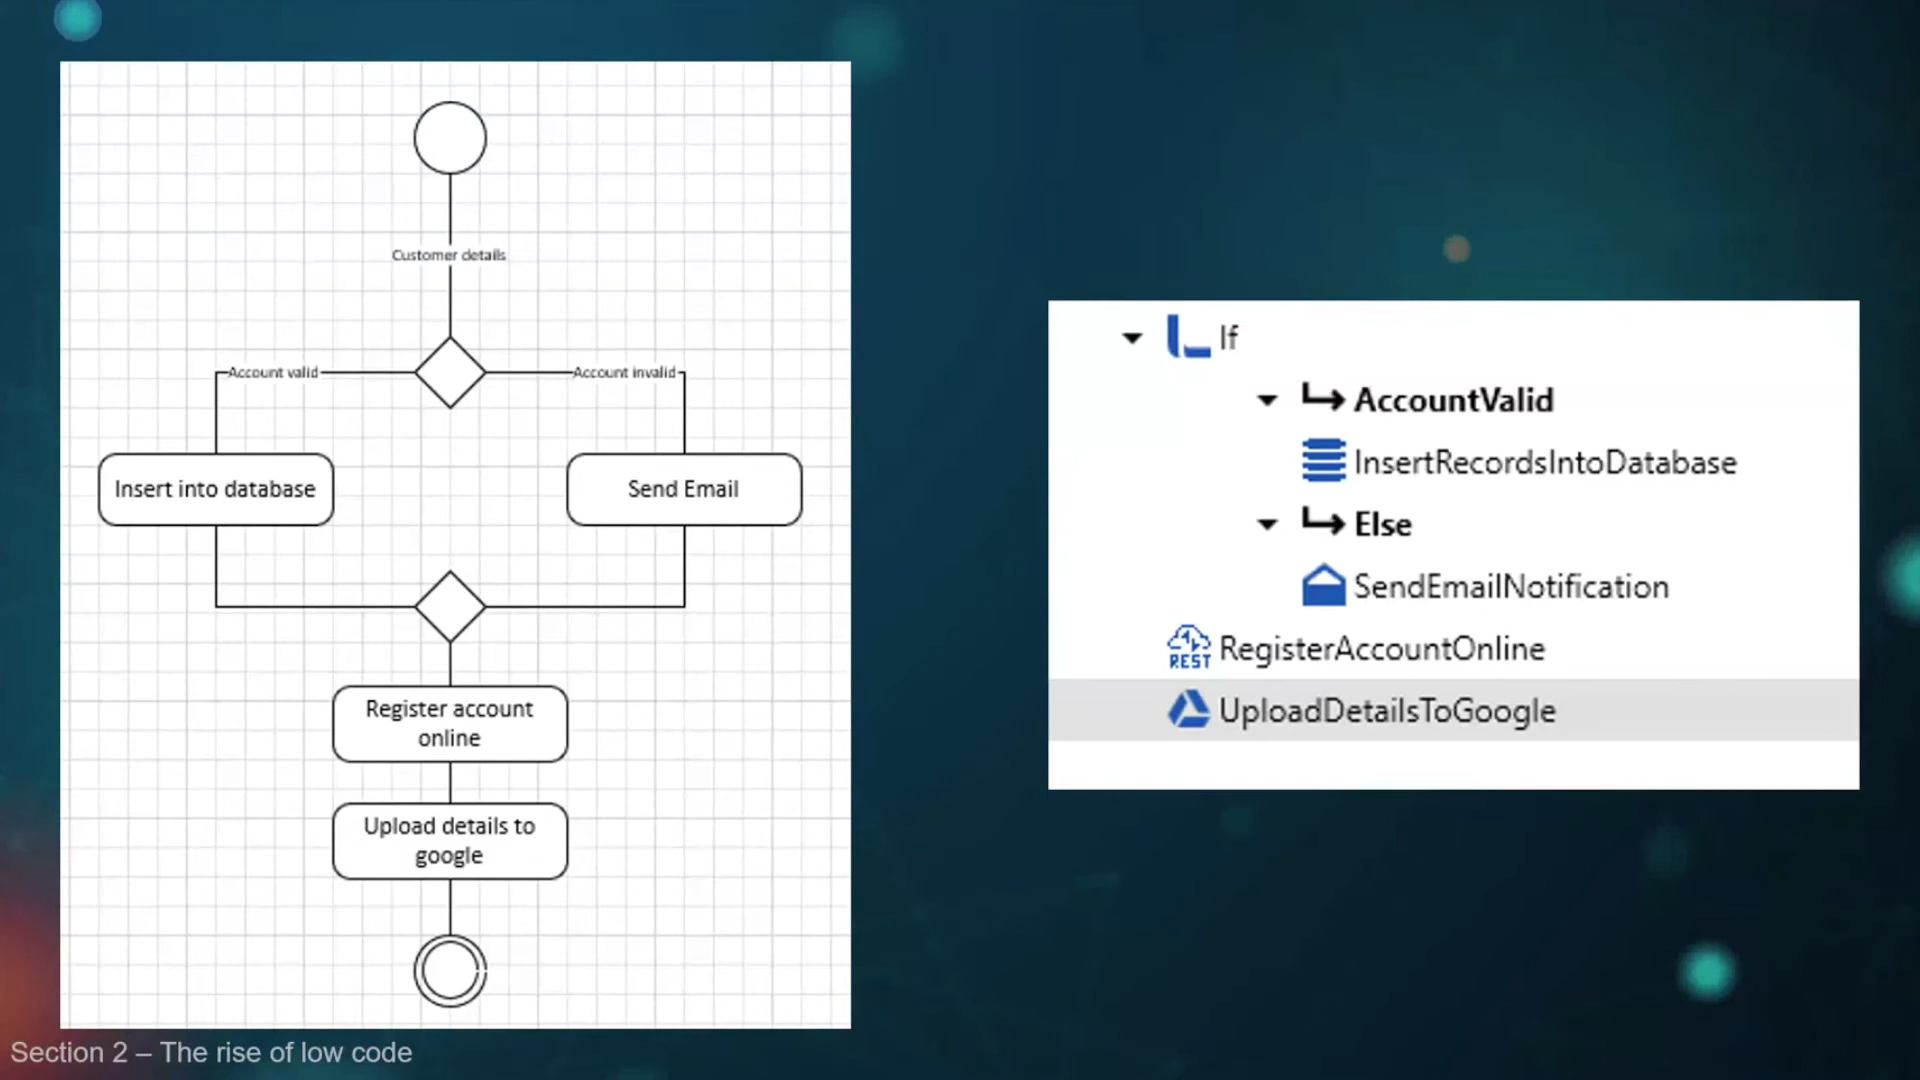 Customer details
Account valid
Account invalid
Insert into database
Send Email
Register account
online
Upload details to
google
If
AccountValid
InsertRecordsIntoDatabase
Else
SendEmailNotification
REST
RegisterAccountOnline
UploadDetailsToGoogle
Section 2 – The rise of low code